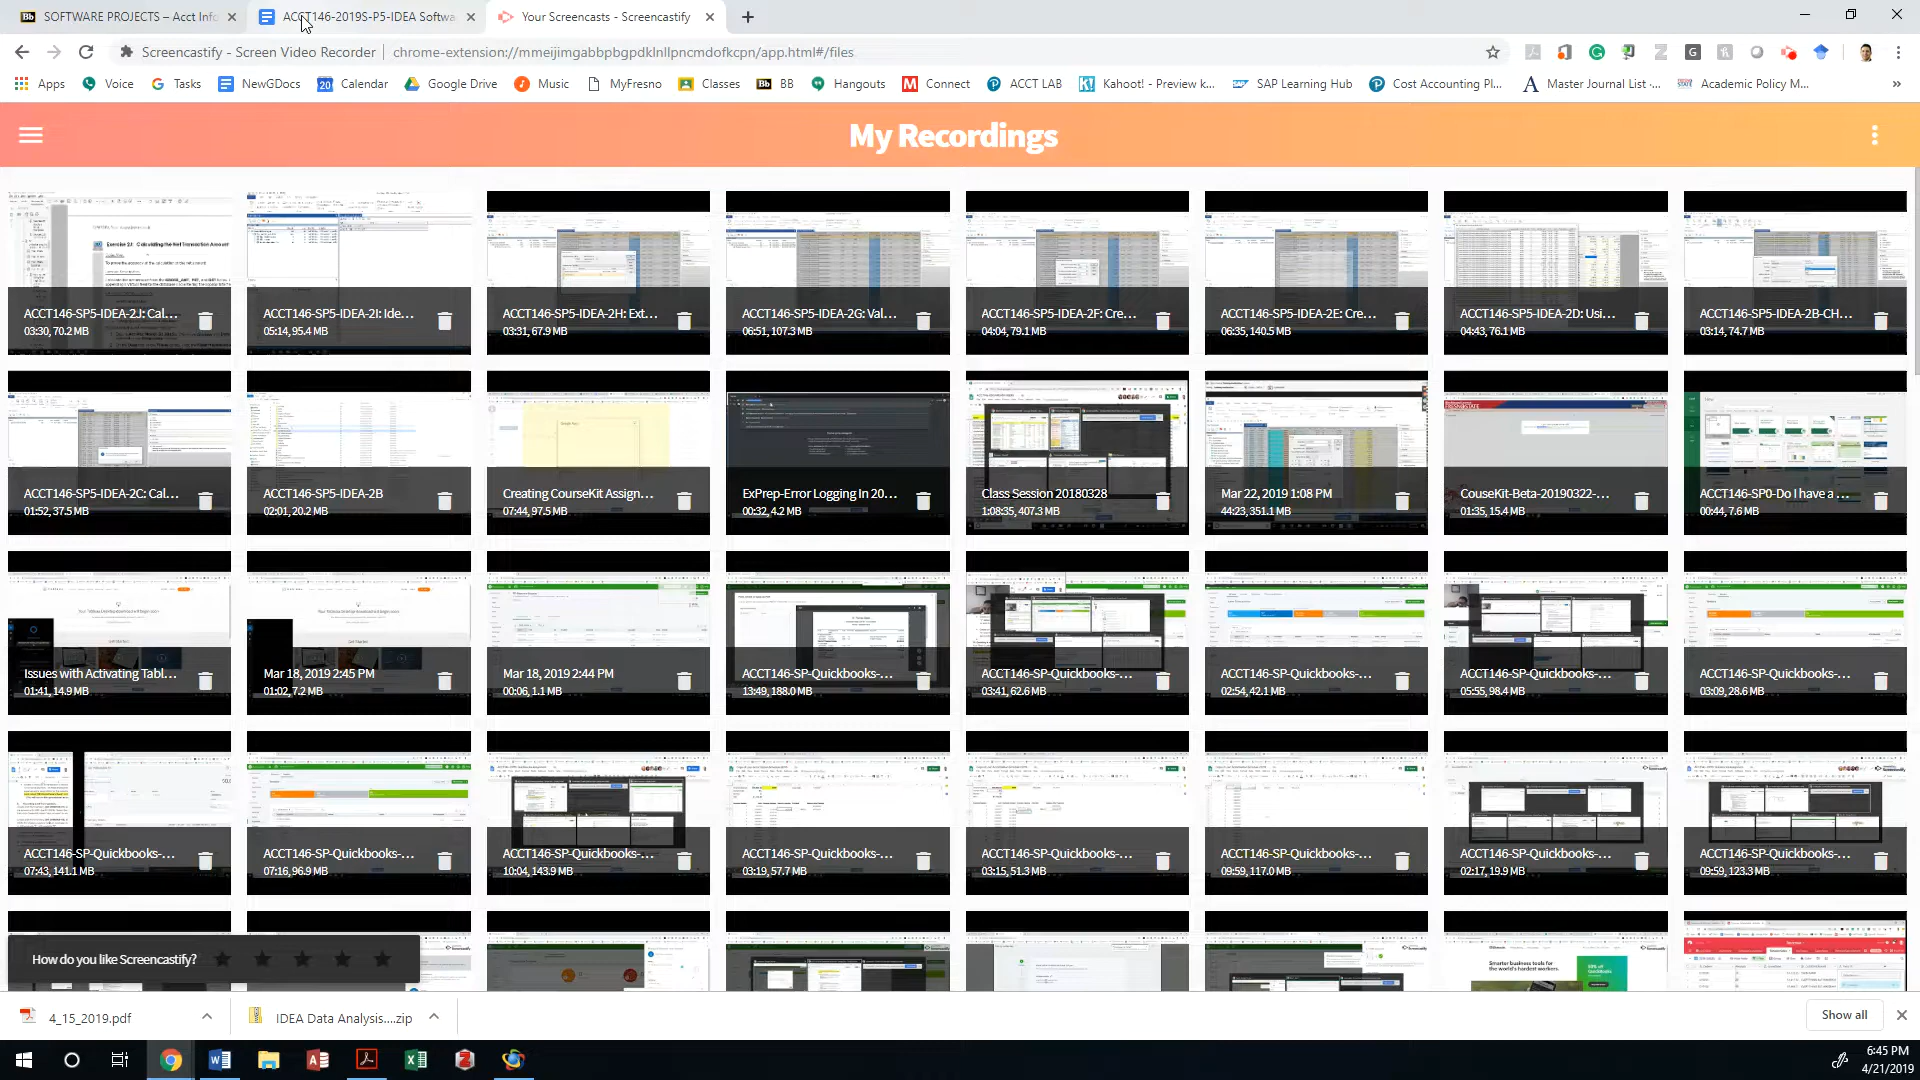 SOFTWARE PROJECTS – Acct Info
ACCT146-2019S-P5-IDEA Softwa
Your Screencasts - Screencastify
Screencastify - Screen Video Recorder
chrome-extension://mmeijimgabbpbgpdklnllpncmdofkcpn/app.html#/files
Apps
Voice
Tasks
NewGDocs
Calendar
Google Drive
Music
MyFresno
Classes
BB
Hangouts
Connect
ACCT LAB
Kahoot! - Preview k...
SAP Learning Hub
Cost Accounting Pl...
Master Journal List -...
Academic Policy M...
My Recordings
ACCT146-SP5-IDEA-2J: Cal...
03:30, 70.2 MB
ACCT146-SP5-IDEA-2I: Ide...
05:14, 95.4 MB
ACCT146-SP5-IDEA-2H: Ext...
03:31, 67.9 MB
ACCT146-SP5-IDEA-2G: Val...
06:51, 107.3 MB
ACCT146-SP5-IDEA-2F: Cre...
04:04, 79.1 MB
ACCT146-SP5-IDEA-2E: Cre...
06:35, 140.5 MB
ACCT146-SP5-IDEA-2D: Usi...
04:43, 76.1 MB
ACCT146-SP5-IDEA-2B-CH...
03:14, 74.7 MB
ACCT146-SP5-IDEA-2C: Cal...
01:52, 37.5 MB
ACCT146-SP5-IDEA-2B
02:01, 20.2 MB
Creating CourseKit Assign...
07:44, 97.5 MB
ExPrep-Error Logging In 20...
00:32, 4.2 MB
Class Session 20180328
1:08:35, 407.3 MB
Mar 22, 2019 1:08 PM
44:23, 351.1 MB
CouseKit-Beta-20190322-...
01:35, 15.4 MB
ACCT146-SP0-Do I have a ...
00:44, 7.6 MB
Issues with Activating Tabl...
01:41, 14.9 MB
Mar 18, 2019 2:45 PM
01:02, 7.2 MB
Mar 18, 2019 2:44 PM
00:06, 1.1 MB
ACCT146-SP-Quickbooks-...
13:49, 188.0 MB
ACCT146-SP-Quickbooks-...
03:41, 62.6 MB
ACCT146-SP-Quickbooks-...
02:54, 42.1 MB
ACCT146-SP-Quickbooks-...
05:55, 98.4 MB
ACCT146-SP-Quickbooks-...
03:09, 28.6 MB
ACCT146-SP-Quickbooks-...
07:43, 141.1 MB
ACCT146-SP-Quickbooks-...
07:16, 96.9 MB
ACCT146-SP-Quickbooks-...
10:04, 143.9 MB
ACCT146-SP-Quickbooks-...
03:19, 57.7 MB
ACCT146-SP-Quickbooks-...
03:15, 51.3 MB
ACCT146-SP-Quickbooks-...
09:59, 117.0 MB
ACCT146-SP-Quickbooks-...
02:17, 19.9 MB
ACCT146-SP-Quickbooks-...
09:59, 123.3 MB
How do you like Screencastify?
Smarter business tools for
the world's hardest workers.
4_15_2019.pdf
IDEA Data Analysis....zip
Show all
6:45 PM
4/21/2019